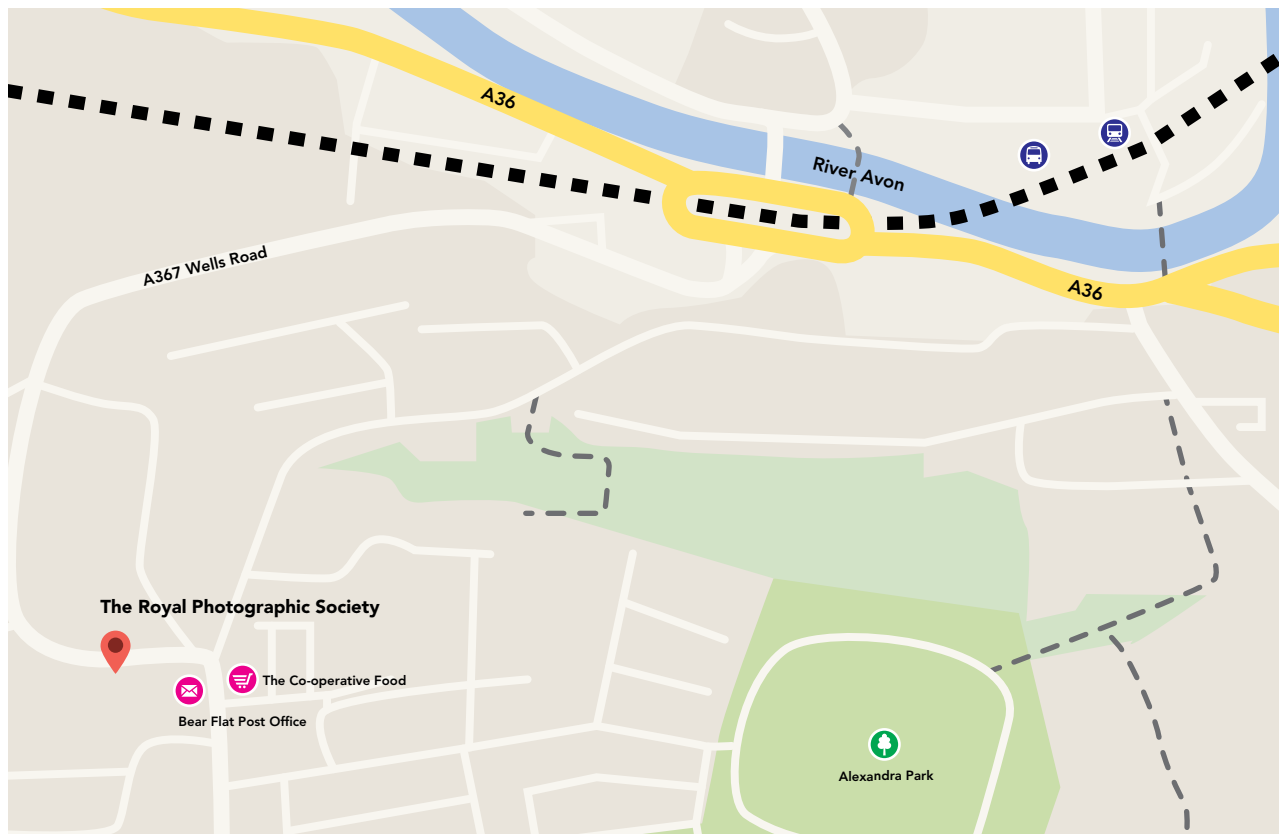 A36
River Avon
A367 Wells Road
A36
The Royal Photographic Society
The Co-operative Food
Bear Flat Post Office
Alexandra Park